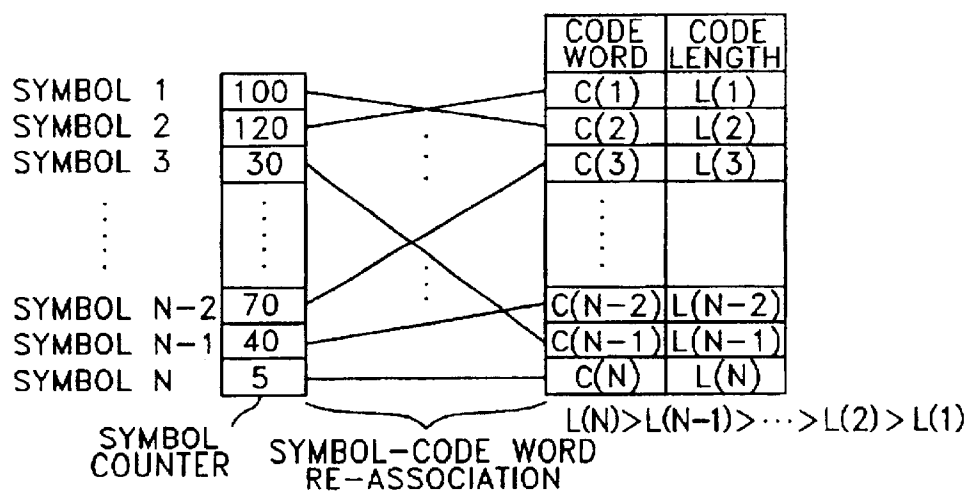 CODE WORD CODE LENGTH
SYMBOL 1 100 C(1) L(1)
SYMBOL 2 120 C(2) L(2)
SYMBOL 3 30 C(3) L(3)
SYMBOL N-2 70 C(N-2) L(N-2)
SYMBOL N-1 40 C(N-1) L(N-1)
SYMBOL N 5 C(N) L(N)
L(N)>L(N-1)>···>L(2)>L(1)
SYMBOL COUNTER
SYMBOL-CODE WORD
RE-ASSOCIATION